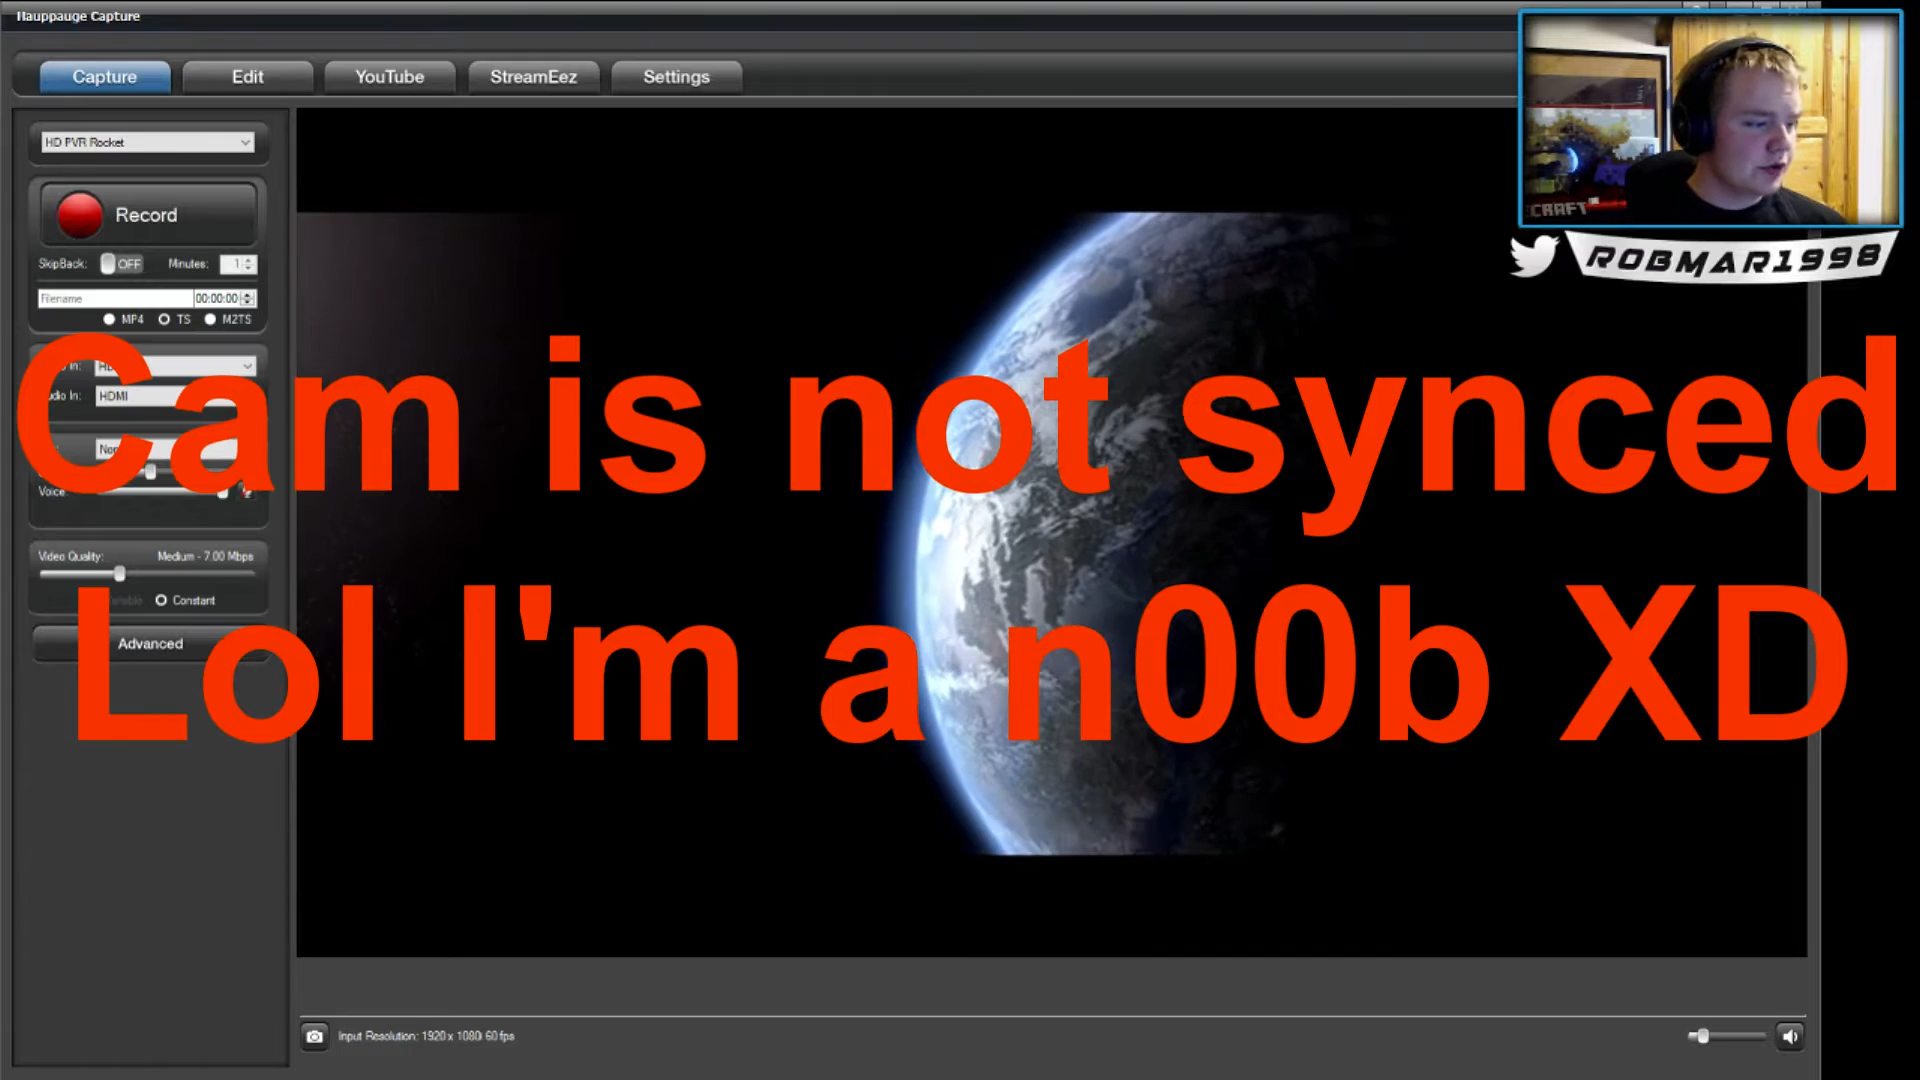 Hauppauge Capture
Capture Edit YouTube StreamEez Settings
HD PVR Rocket
Record
SkipBack: OFF Minutes: 1
Filename 00:00:00
MP4 TS M2TS
Cam is not synced
HDMI
Voice:
Lol I'm a n00b XD
Video Quality: Medium - 7.00 Mbps
Constant
Advanced
ROBMAR1998
Input Resolution: 1920 x 1080i 60 fps